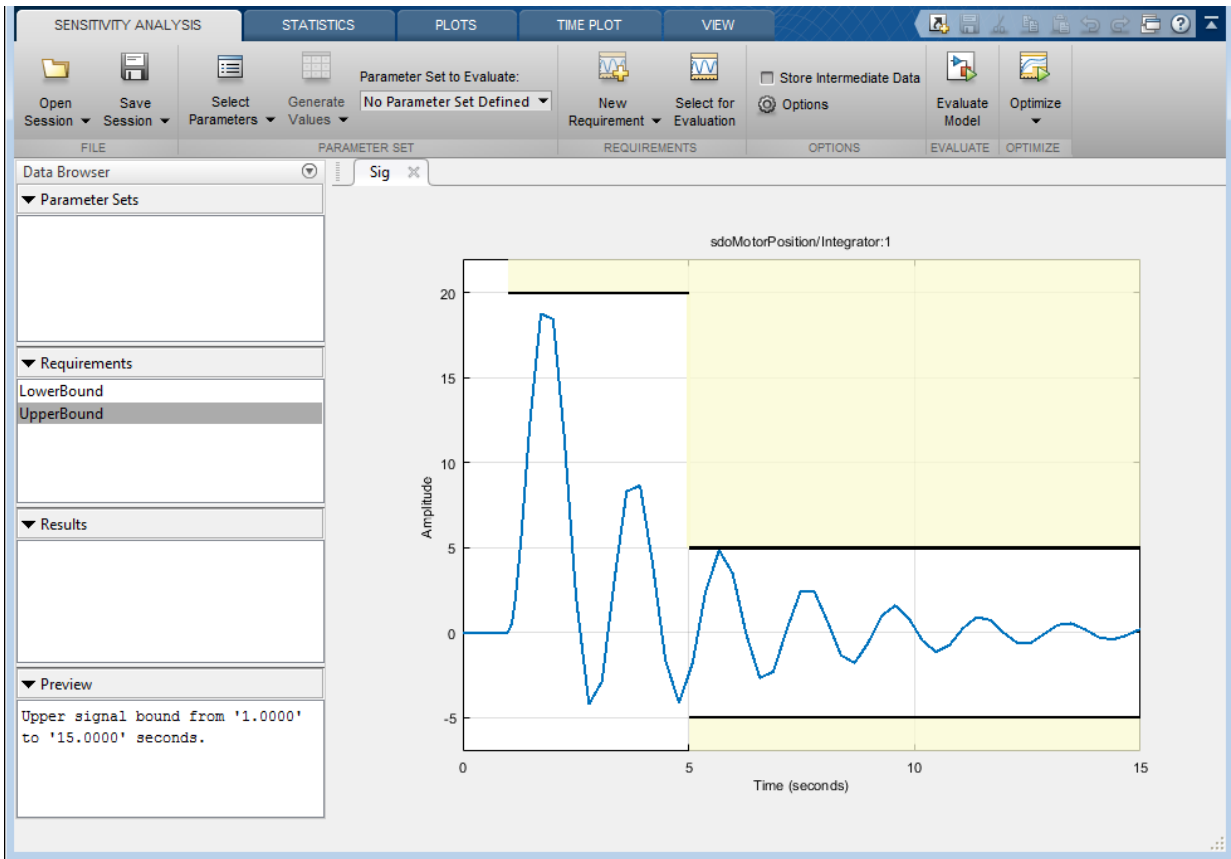 SENSITIVITY ANALYSIS STATISTICS PLOTS TIME PLOT VIEW
Open Session
Save Session
Select Parameters
Generate Values
Parameter Set to Evaluate:
No Parameter Set Defined
New Requirement
Select for Evaluation
Store Intermediate Data
Options
Evaluate Model
Optimize
FILE PARAMETER SET REQUIREMENTS OPTIONS EVALUATE OPTIMIZE
Data Browser
Sig
Parameter Sets
Requirements
LowerBound
UpperBound
Results
Preview
Upper signal bound from '1.0000'
to '15.0000' seconds.
sdoMotorPosition/Integrator:1
20
15
10
5
0
-5
Amplitude
0 5 10 15
Time (seconds)